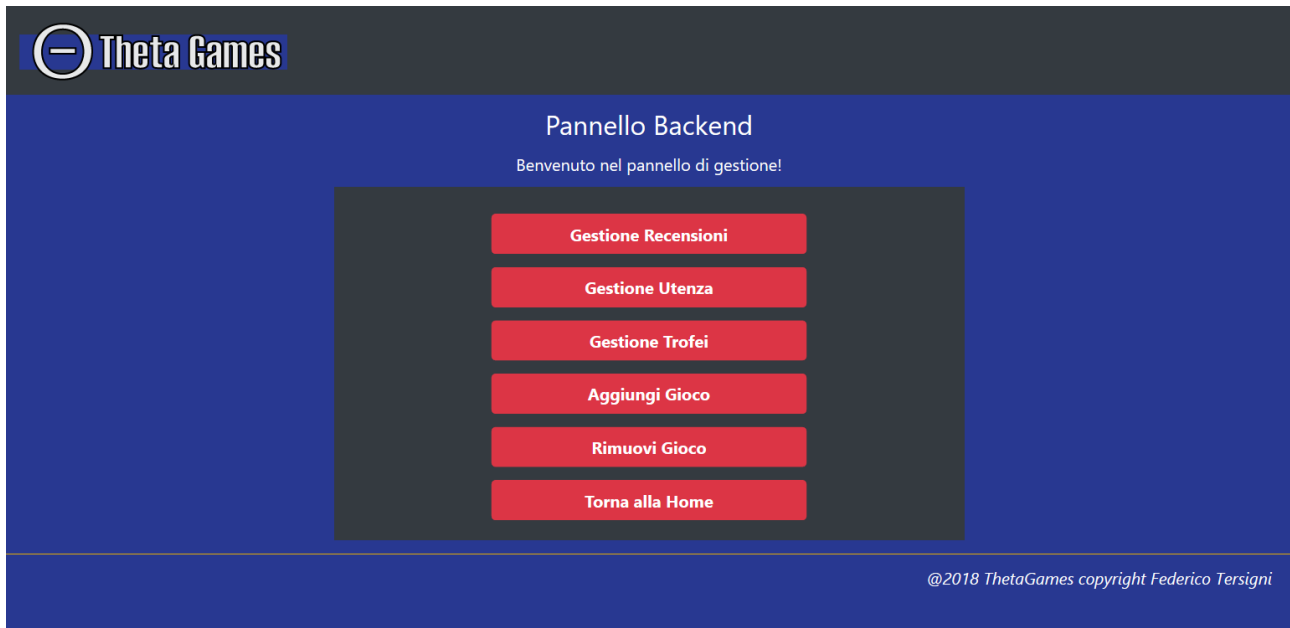 Theta Games
Pannello Backend
Benvenuto nel pannello di gestione!
Gestione Recensioni
Gestione Utenza
Gestione Trofei
Aggiungi Gioco
Rimuovi Gioco
Torna alla Home
@2018 ThetaGames copyright Federico Tersigni